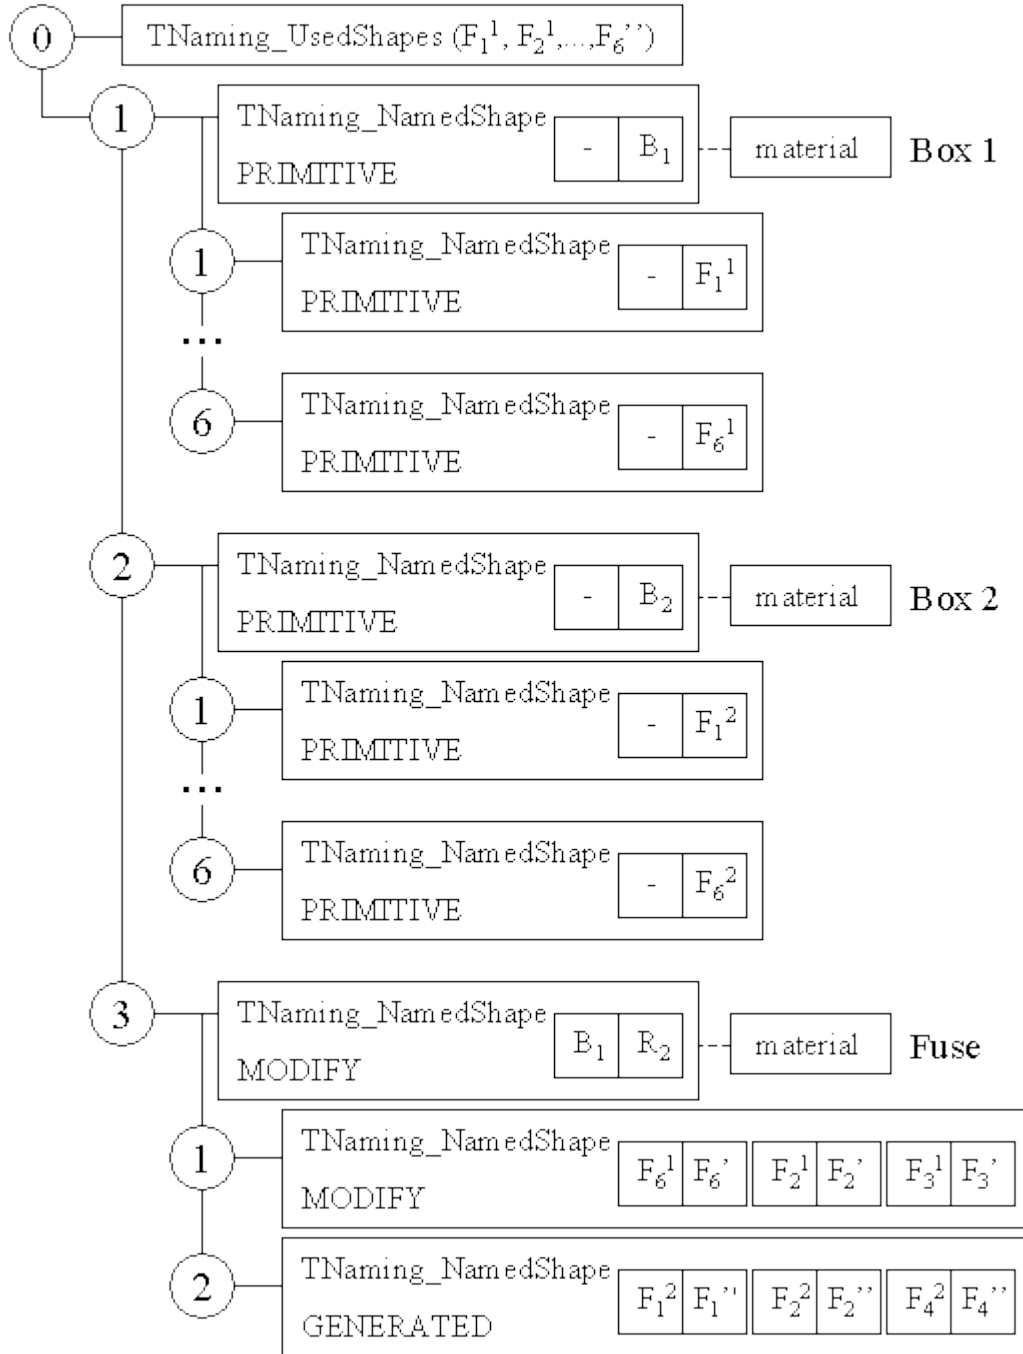 0 TNaming_UsedShapes (F₁¹, F₂¹,...,F₆’’)
1 TNaming_NamedShape - B₁ material Box 1
PRIMITIVE
1 TNaming_NamedShape - F₁¹
PRIMITIVE
...
6 TNaming_NamedShape - F₆¹
PRIMITIVE
2 TNaming_NamedShape - B₂ material Box 2
PRIMITIVE
1 TNaming_NamedShape - F₁²
PRIMITIVE
...
6 TNaming_NamedShape - F₆²
PRIMITIVE
3 TNaming_NamedShape B₁ R₂ material Fuse
MODIFY
1 TNaming_NamedShape F₆¹ F₆’ F₂¹ F₂’ F₃¹ F₃’
MODIFY
2 TNaming_NamedShape F₁² F₁’’ F₂² F₂’’ F₄² F₄’’
GENERATED